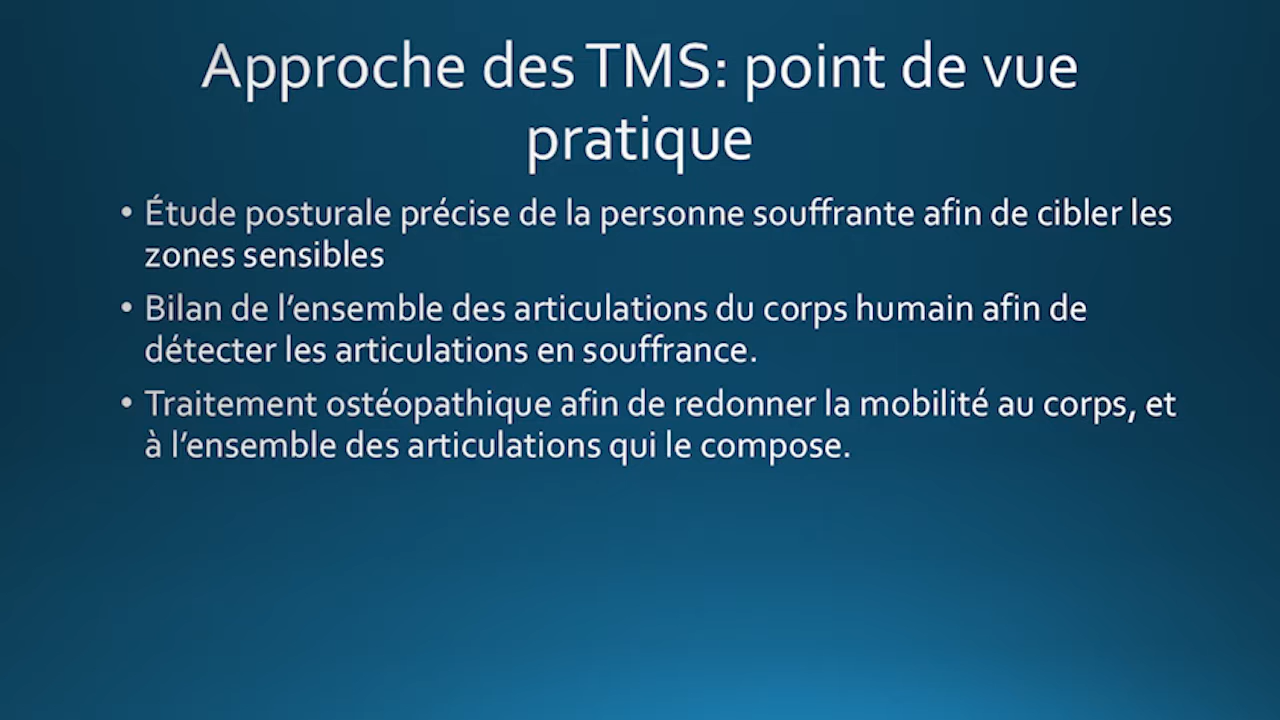 Approche des TMS: point de vue
pratique
• Étude posturale précise de la personne souffrante afin de cibler les
zones sensibles
• Bilan de l’ensemble des articulations du corps humain afin de
détecter les articulations en souffrance.
• Traitement ostéopathique afin de redonner la mobilité au corps, et
à l’ensemble des articulations qui le compose.